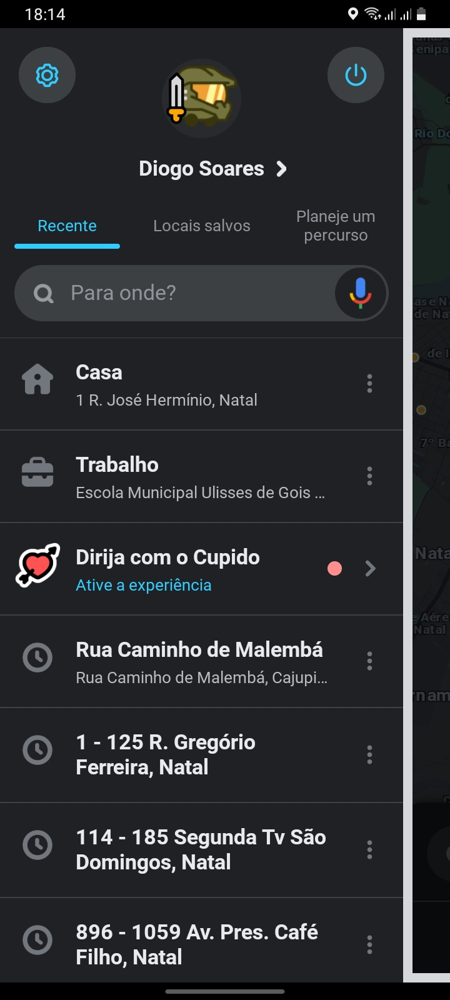 18:14
Diogo Soares
Recente
Locais salvos
Planeje um
percurso
Para onde?
Casa
1 R. José Hermínio, Natal
Trabalho
Escola Municipal Ulisses de Gois ...
Dirija com o Cupido
Ative a experiência
Rua Caminho de Malembá
Rua Caminho de Malembá, Cajupi...
1 - 125 R. Gregório
Ferreira, Natal
114 - 185 Segunda Tv São
Domingos, Natal
896 - 1059 Av. Pres. Café
Filho, Natal
enipa
Rio Do
ase N
de Na
de I
7º Ba
Nata
e Aére
Natal
rnam